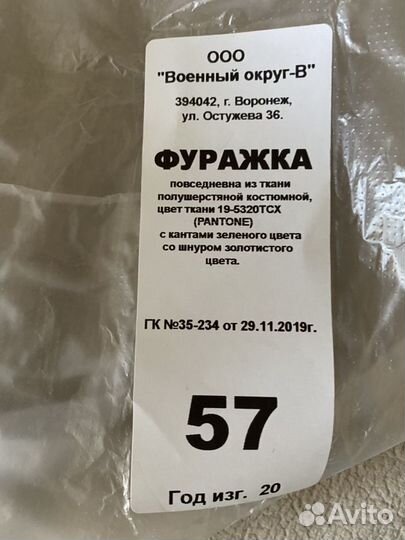 ООО
"Военный округ-В"
394042, г. Воронеж,
ул. Остужева 36.
ФУРАЖКА
повседневна из ткани
полушерстяной костюмной,
цвет ткани 19-5320TCX
(PANTONE)
с кантами зеленого цвета
со шнуром золотистого
цвета.
ГК №35-234 от 29.11.2019г.
57
Год изг. 20
Avito